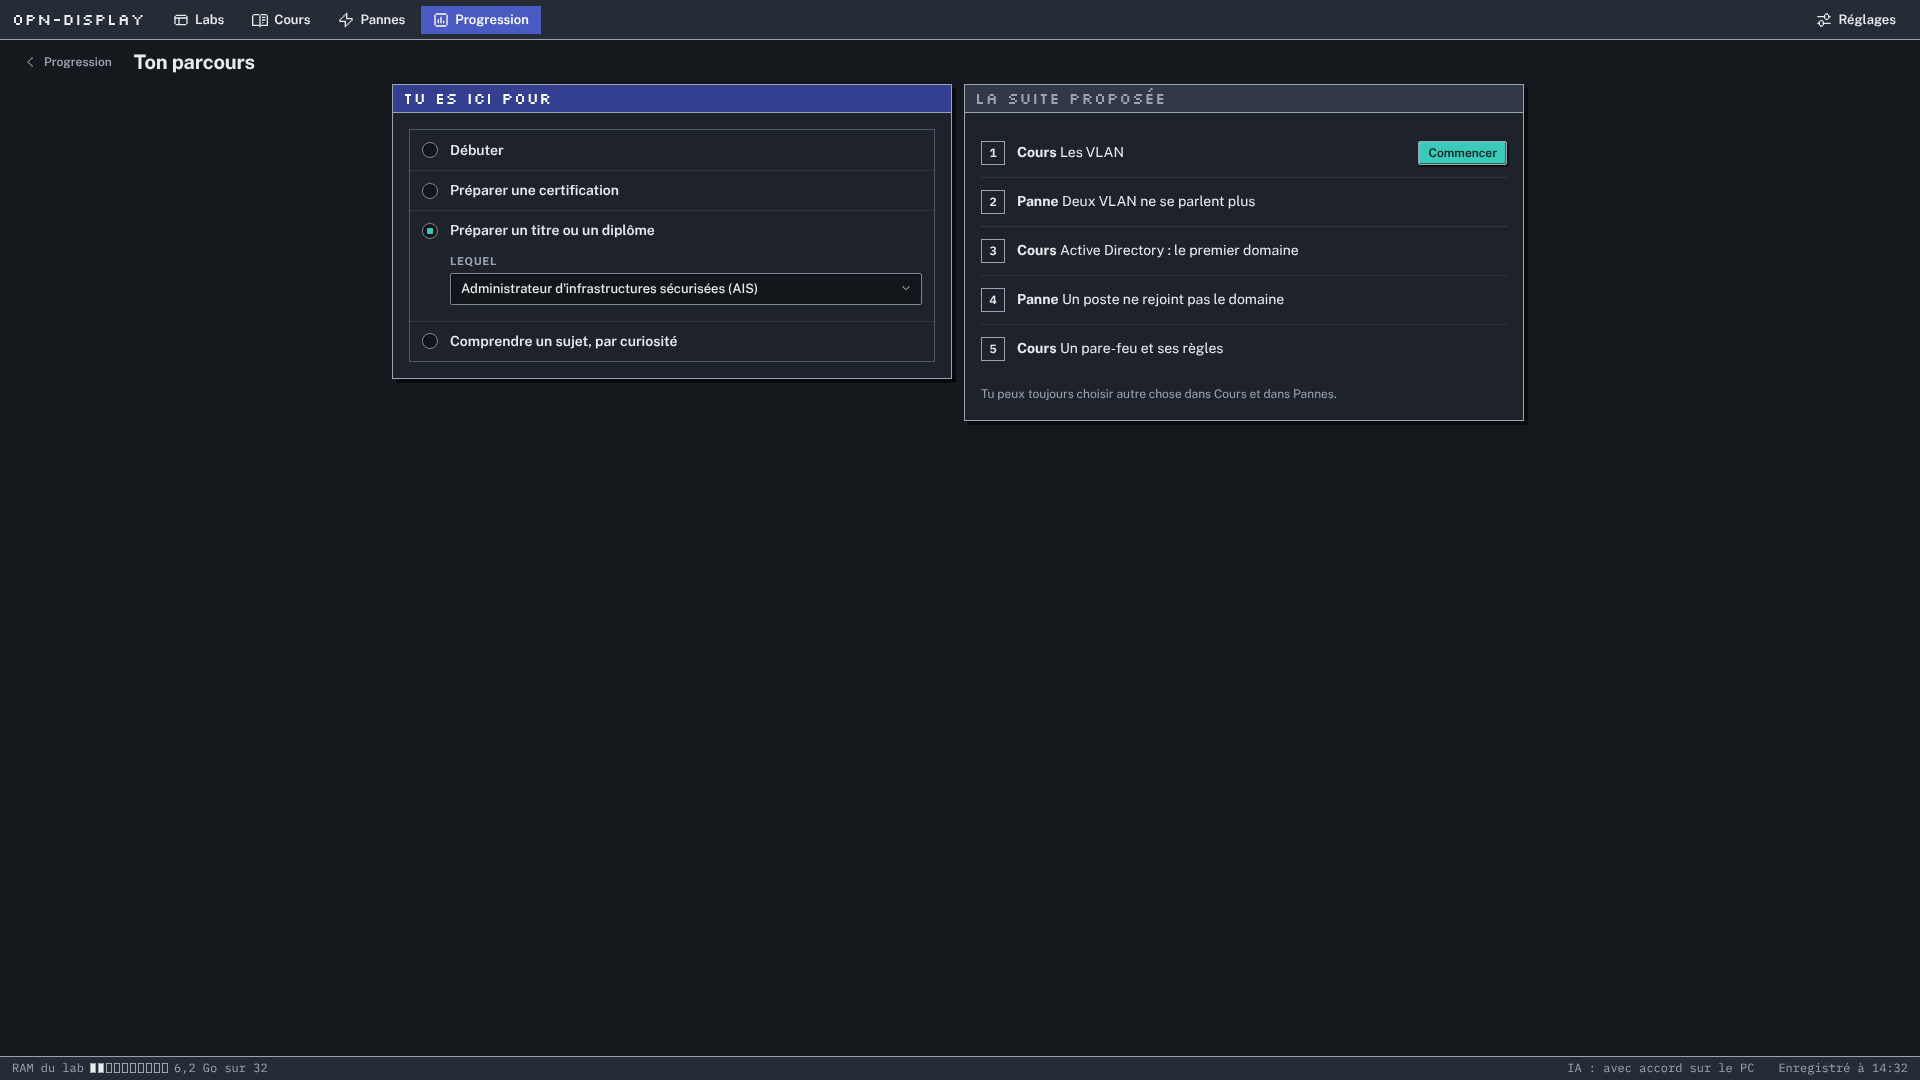 OPN-DISPLAY
Labs
Cours
Pannes
Progression
Réglages
Progression
Ton parcours
TU ES ICI POUR
Débuter
Préparer une certification
Préparer un titre ou un diplôme
LEQUEL
Administrateur d'infrastructures sécurisées (AIS)
Comprendre un sujet, par curiosité
LA SUITE PROPOSÉE
1 Cours Les VLAN
Commencer
2 Panne Deux VLAN ne se parlent plus
3 Cours Active Directory : le premier domaine
4 Panne Un poste ne rejoint pas le domaine
5 Cours Un pare-feu et ses règles
Tu peux toujours choisir autre chose dans Cours et dans Pannes.
RAM du lab 6,2 Go sur 32
IA : avec accord sur le PC
Enregistré à 14:32